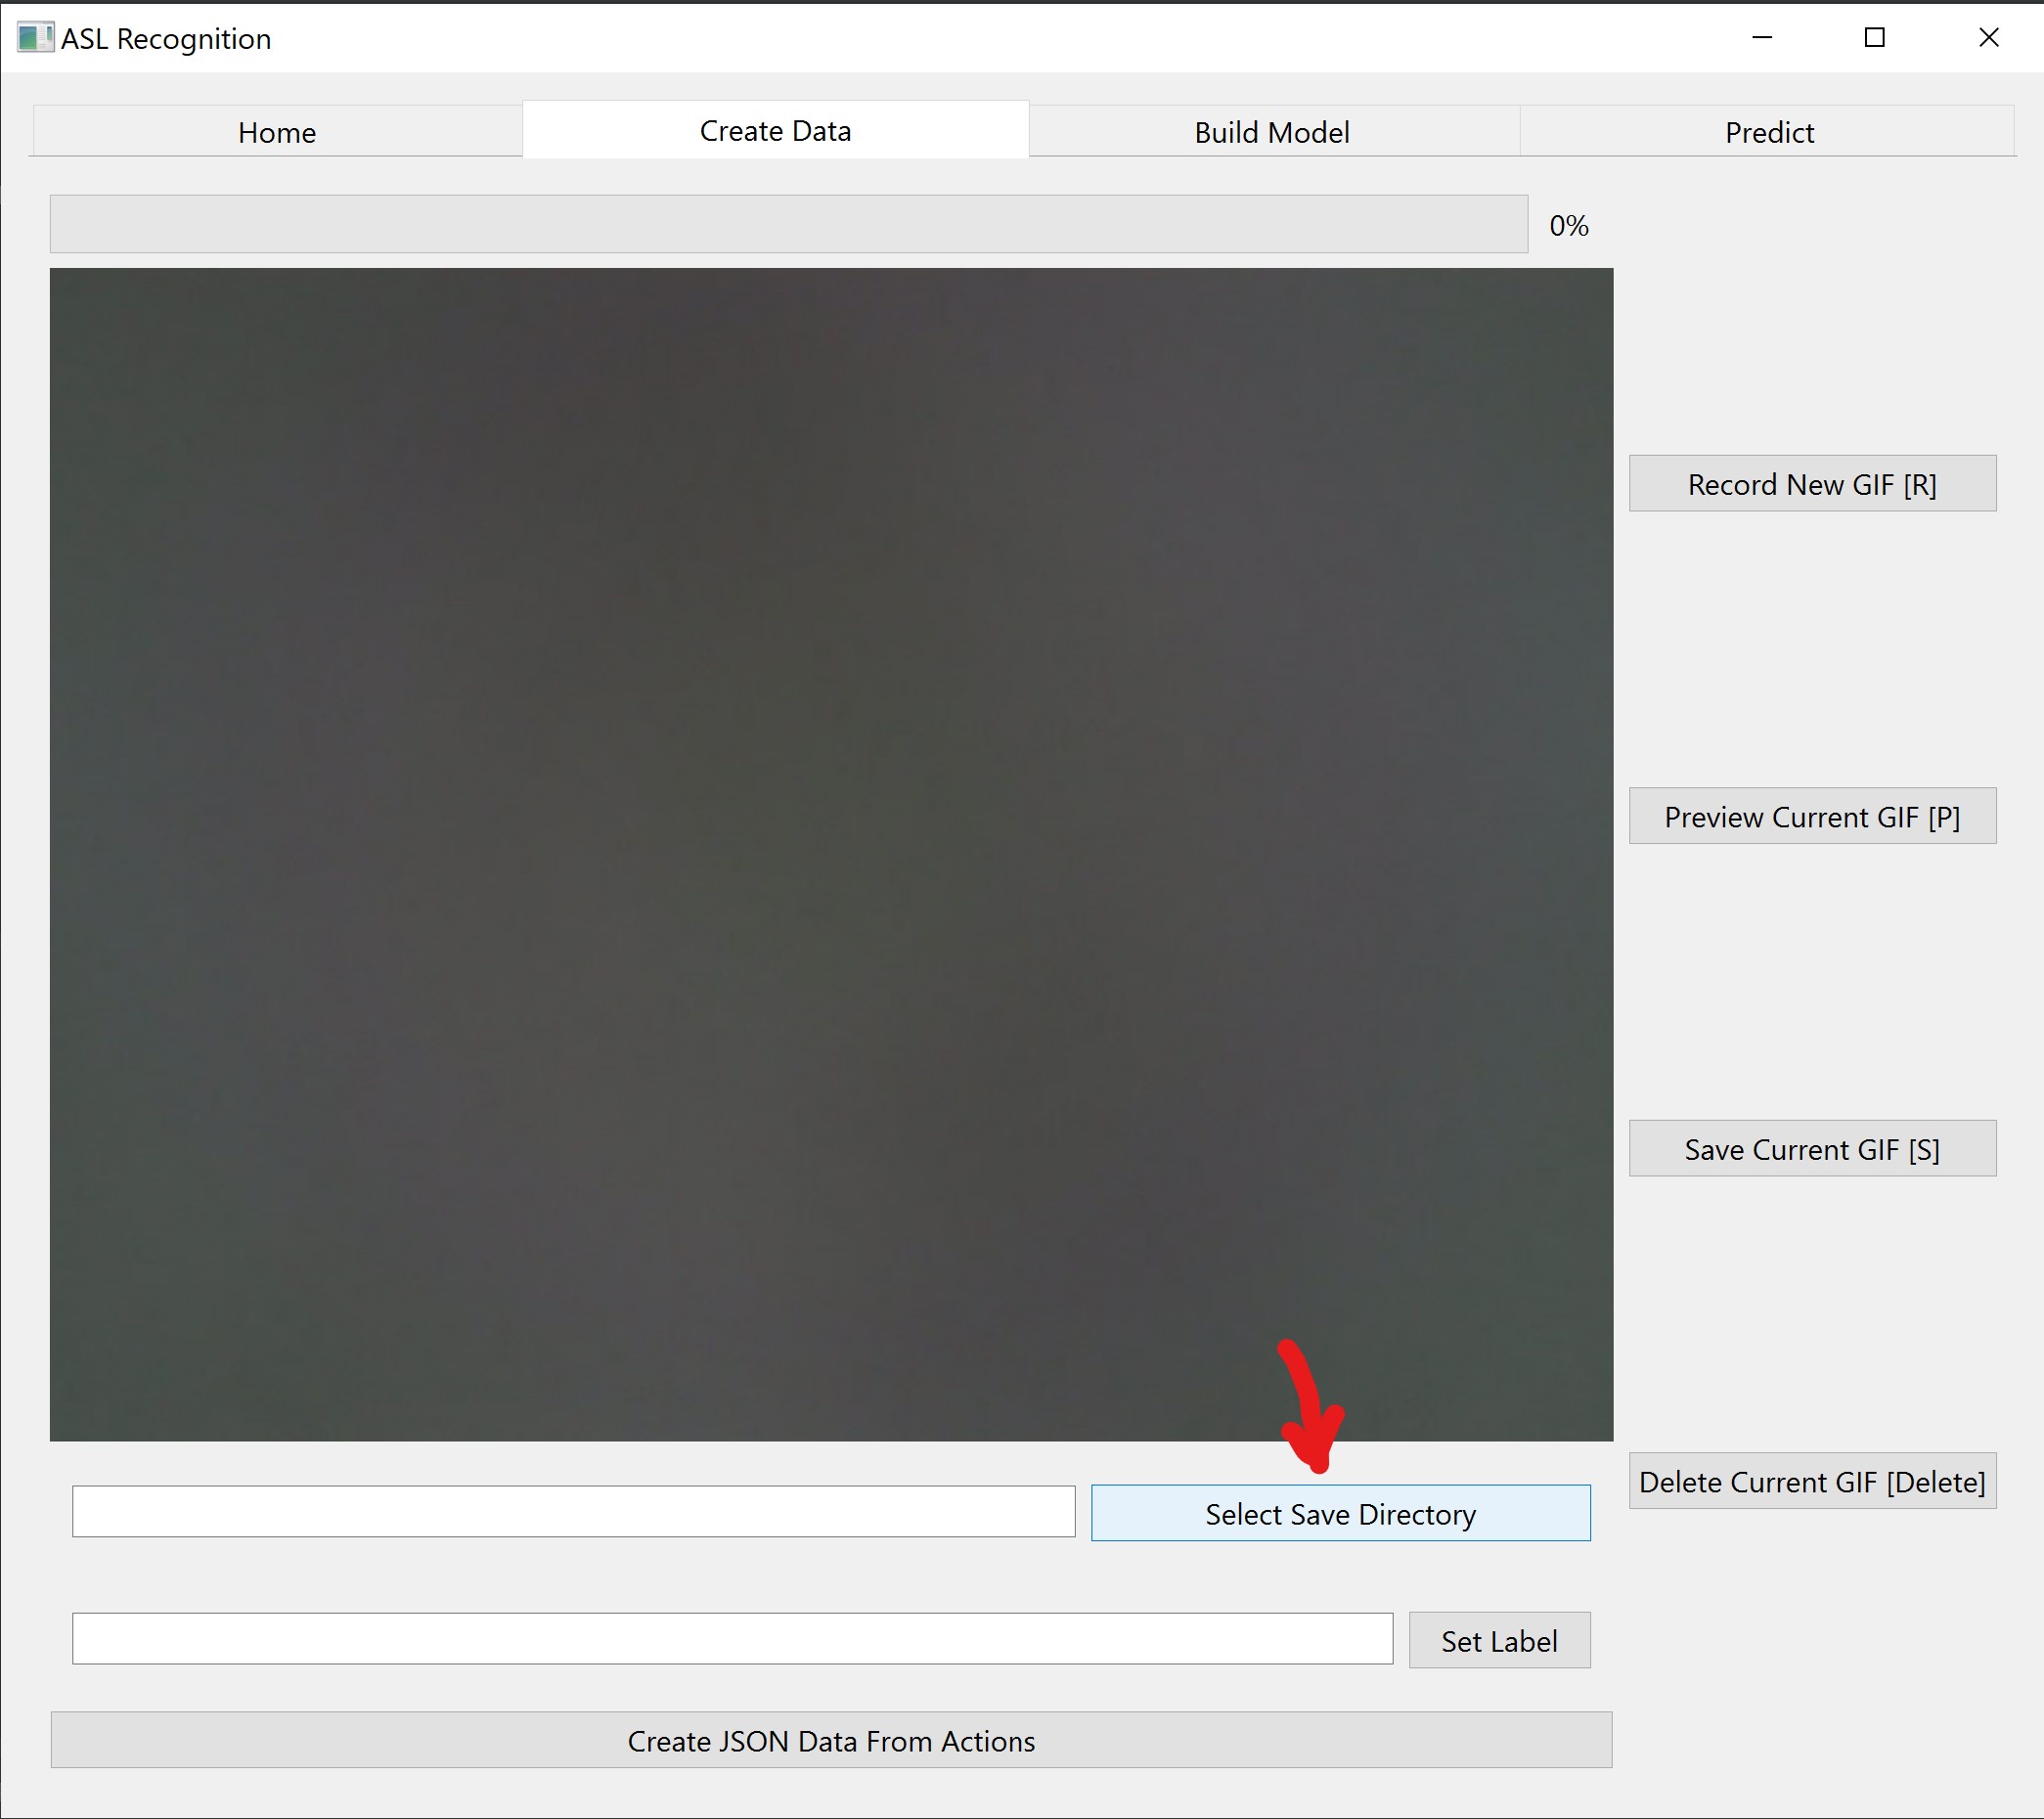 ASL Recognition
Home
Create Data
Build Model
Predict
0%
Record New GIF [R]
Preview Current GIF [P]
Save Current GIF [S]
Delete Current GIF [Delete]
Select Save Directory
Set Label
Create JSON Data From Actions